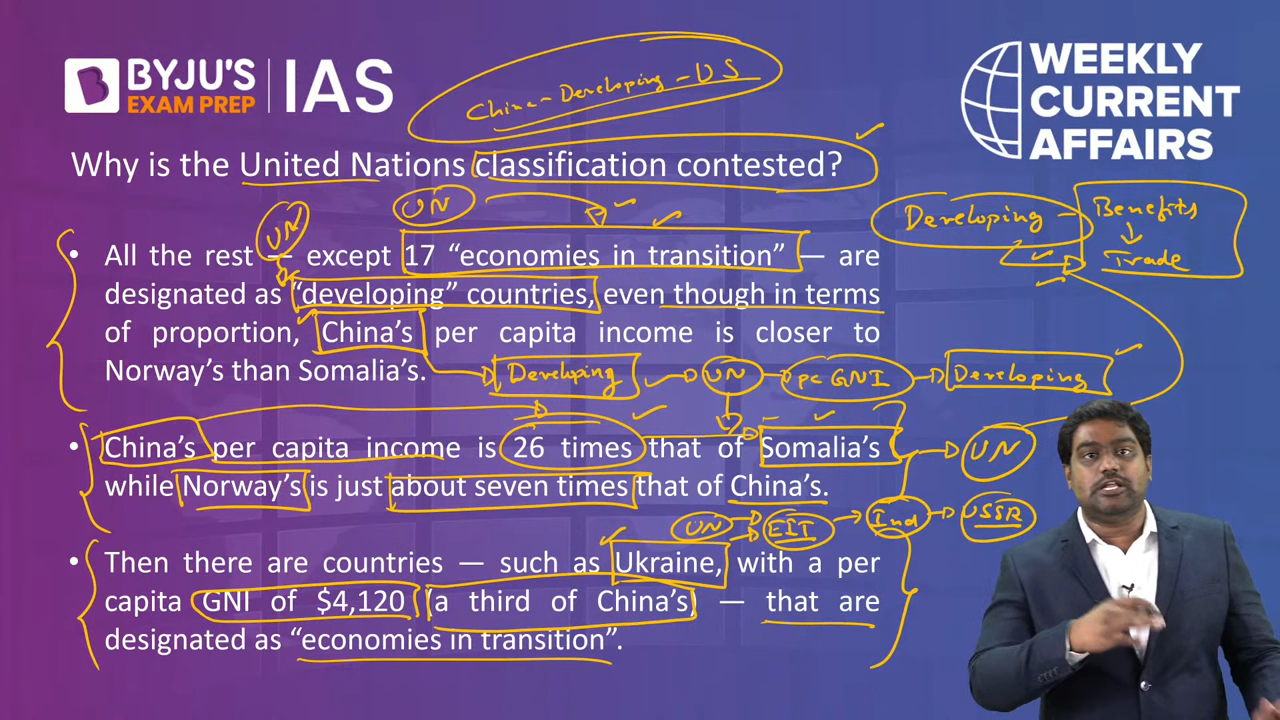 BYJU'S
EXAM PREP
IAS
China - Developing - US
WEEKLY
CURRENT
AFFAIRS
Why is the United Nations classification contested?
UN
UN
Developing - Benefits
Trade
• All the rest — except 17 “economies in transition” — are
designated as “developing” countries, even though in terms
of proportion, China’s per capita income is closer to
Norway’s than Somalia’s.
Developing
UN
pc GNI
Developing
• China’s per capita income is 26 times that of Somalia’s
while Norway’s is just about seven times that of China’s.
UN
UN
EIT
Ind
USSR
• Then there are countries — such as Ukraine, with a per
capita GNI of $4,120 (a third of China’s) — that are
designated as “economies in transition”.